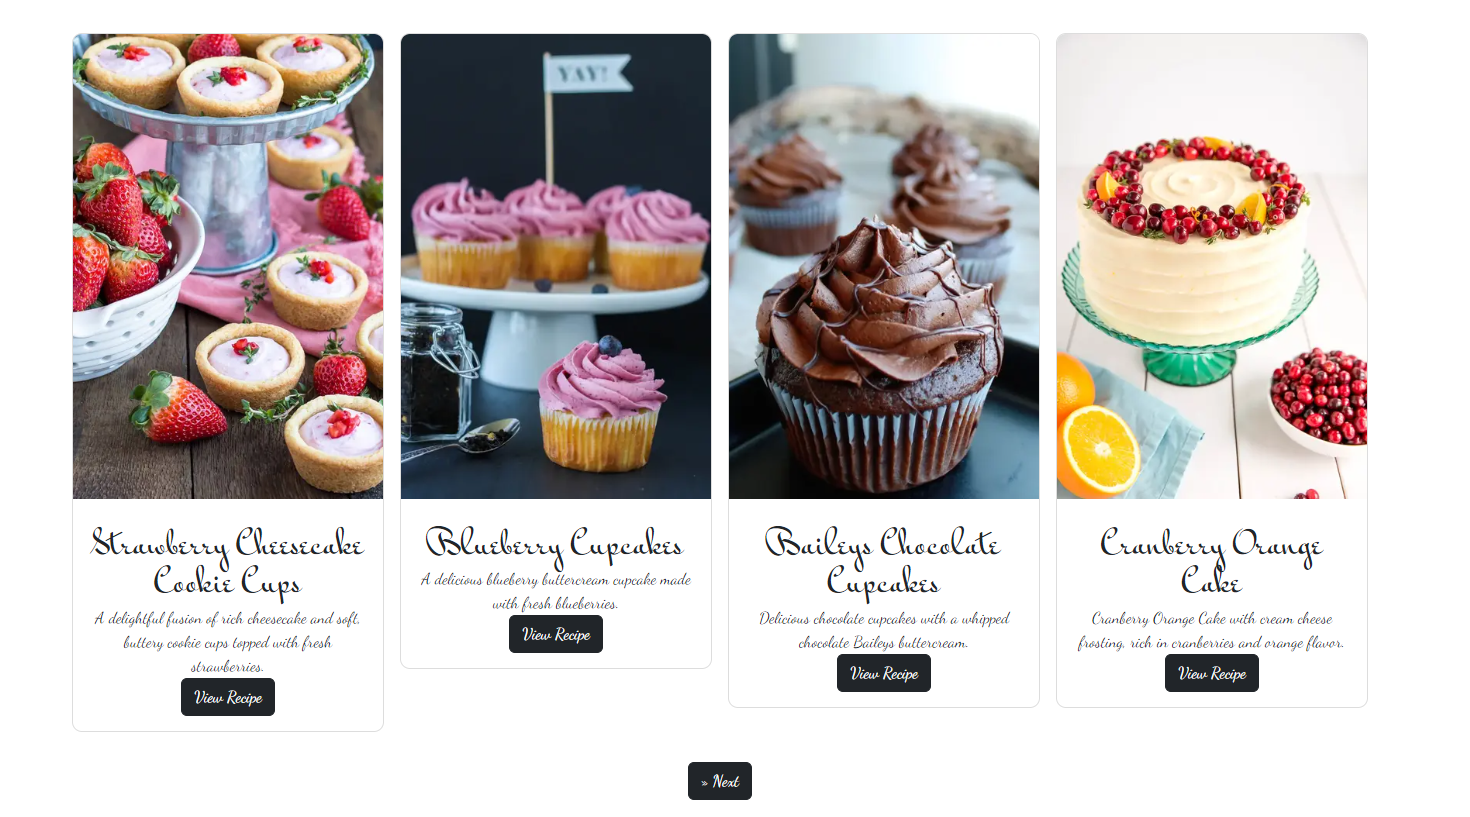 YAY!
Strawberry Cheesecake
Cookie Cups
A delightful fusion of rich cheesecake and soft,
buttery cookie cups topped with fresh
strawberries.
View Recipe
Blueberry Cupcakes
A delicious blueberry buttercream cupcake made
with fresh blueberries.
View Recipe
Baileys Chocolate
Cupcakes
Delicious chocolate cupcakes with a whipped
chocolate Baileys buttercream.
View Recipe
Cranberry Orange
Cake
Cranberry Orange Cake with cream cheese
frosting, rich in cranberries and orange flavor.
View Recipe
» Next